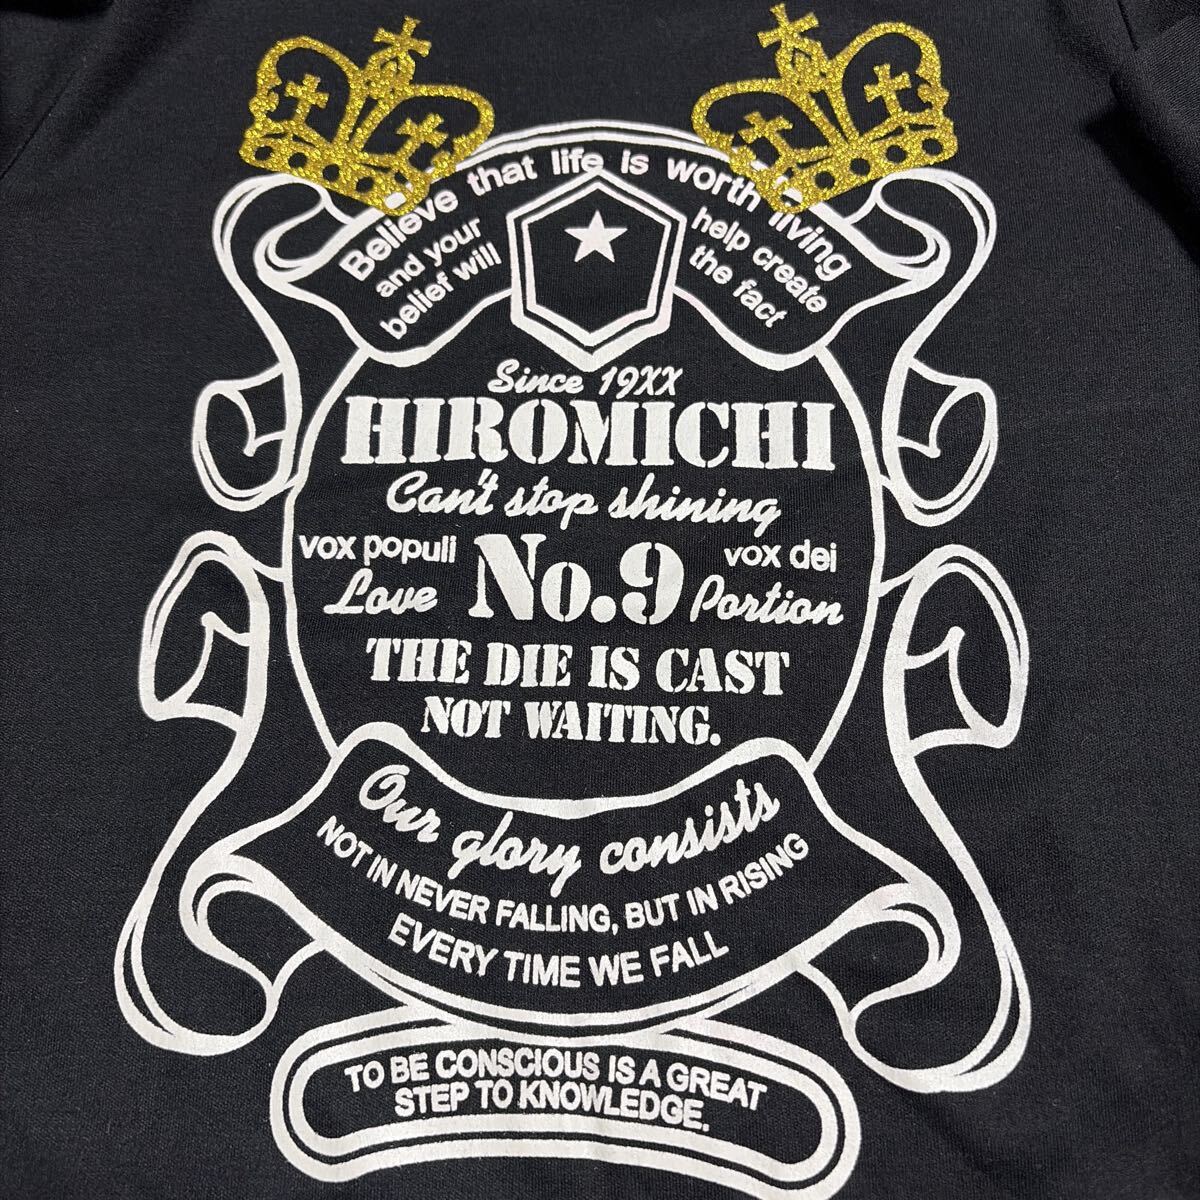 Believe that life is worth living
and your
belief will
help create
the fact
Since 19XX
HIROMICHI
Can't stop shining
vox populi
vox dei
Love
No.9
Portion
THE DIE IS CAST
NOT WAITING.
Our glory consists
NOT IN NEVER FALLING, BUT IN RISING
EVERY TIME WE FALL
TO BE CONSCIOUS IS A GREAT
STEP TO KNOWLEDGE.